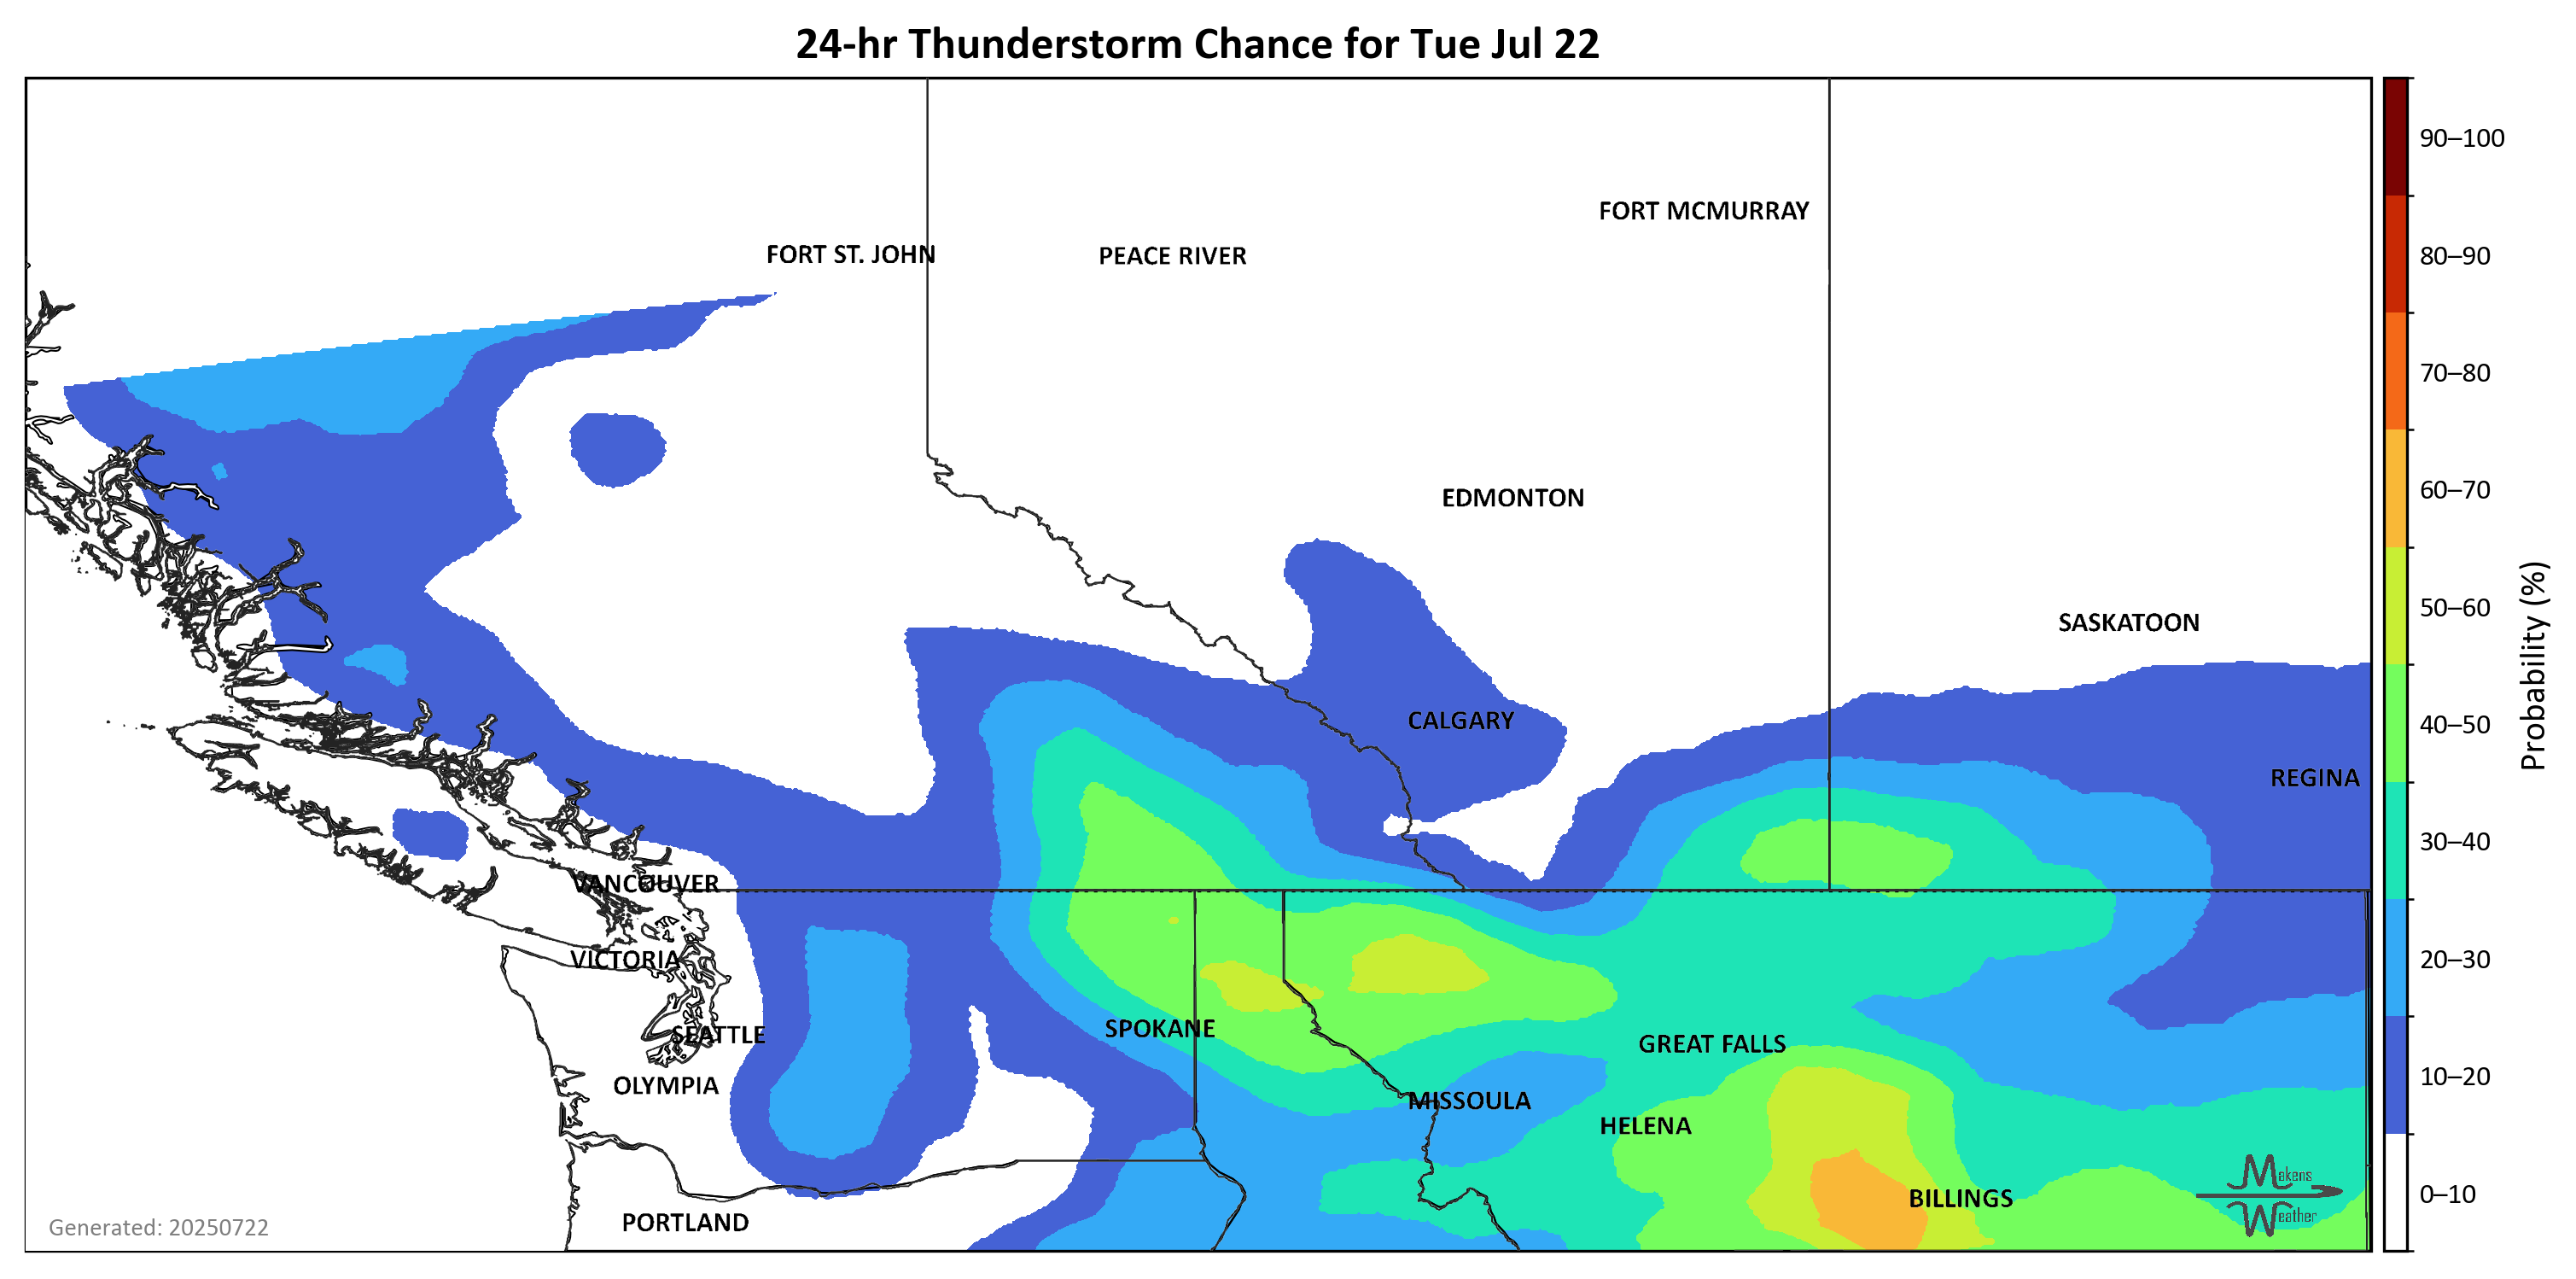 24-hr Thunderstorm Chance for Tue Jul 22
FORT MCMURRAY
FORT ST. JOHN
PEACE RIVER
EDMONTON
SASKATOON
CALGARY
REGINA
VANCOUVER
VICTORIA
SPOKANE
SEATTLE
GREAT FALLS
OLYMPIA
MISSOULA
HELENA
BILLINGS
PORTLAND
Makens
Weather
Generated: 20250722
90–100
80–90
70–80
60–70
50–60
40–50
30–40
20–30
10–20
0–10
Probability (%)